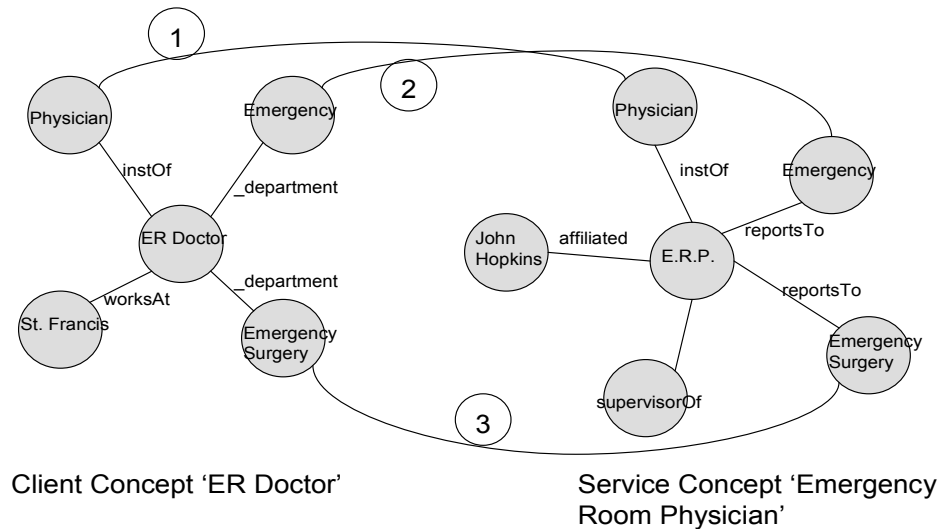 1
2
Physician
Emergency
Physician
instOf
_department
instOf
Emergency
reportsTo
ER Doctor
John
Hopkins
affiliated
E.R.P.
_department
worksAt
reportsTo
St. Francis
Emergency
Surgery
Emergency
Surgery
supervisorOf
3
Client Concept ‘ER Doctor’
Service Concept ‘Emergency
Room Physician’